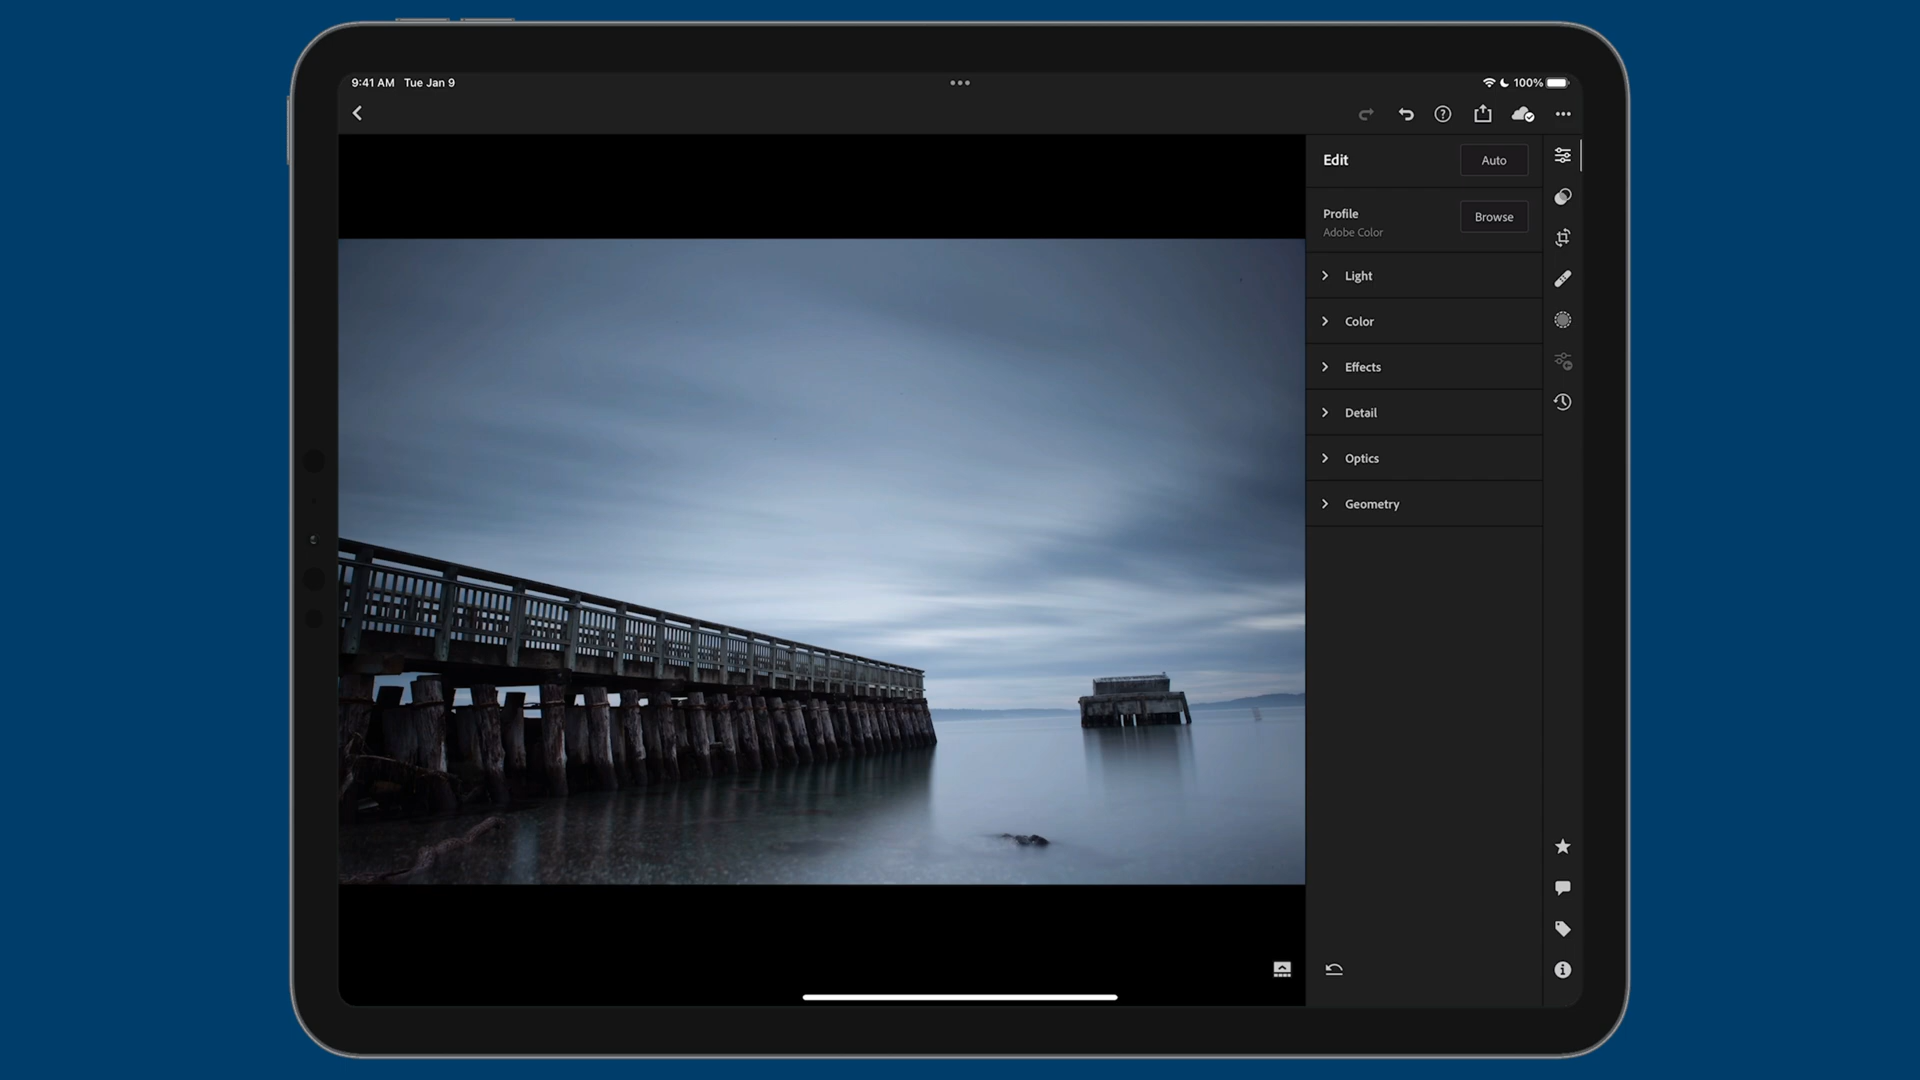 9:41 AM Tue Jan 9
100%
Edit
Auto
Profile
Adobe Color
Browse
Light
Color
Effects
Detail
Optics
Geometry